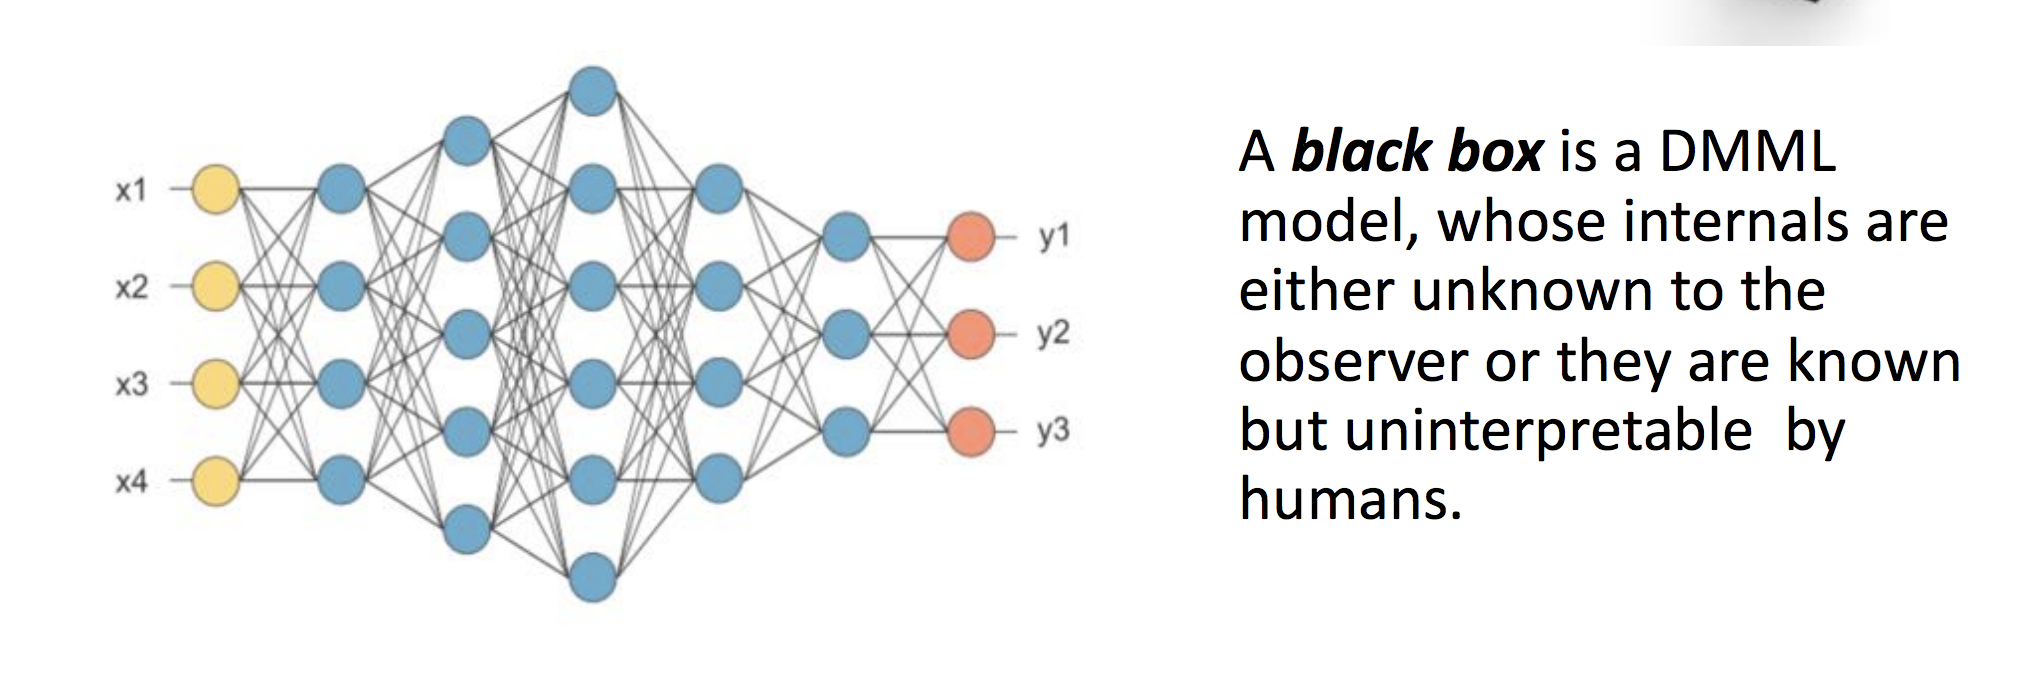 x1
x2
x3
x4
y1
y2
y3
A black box is a DMML
model, whose internals are
either unknown to the
observer or they are known
but uninterpretable  by
humans.